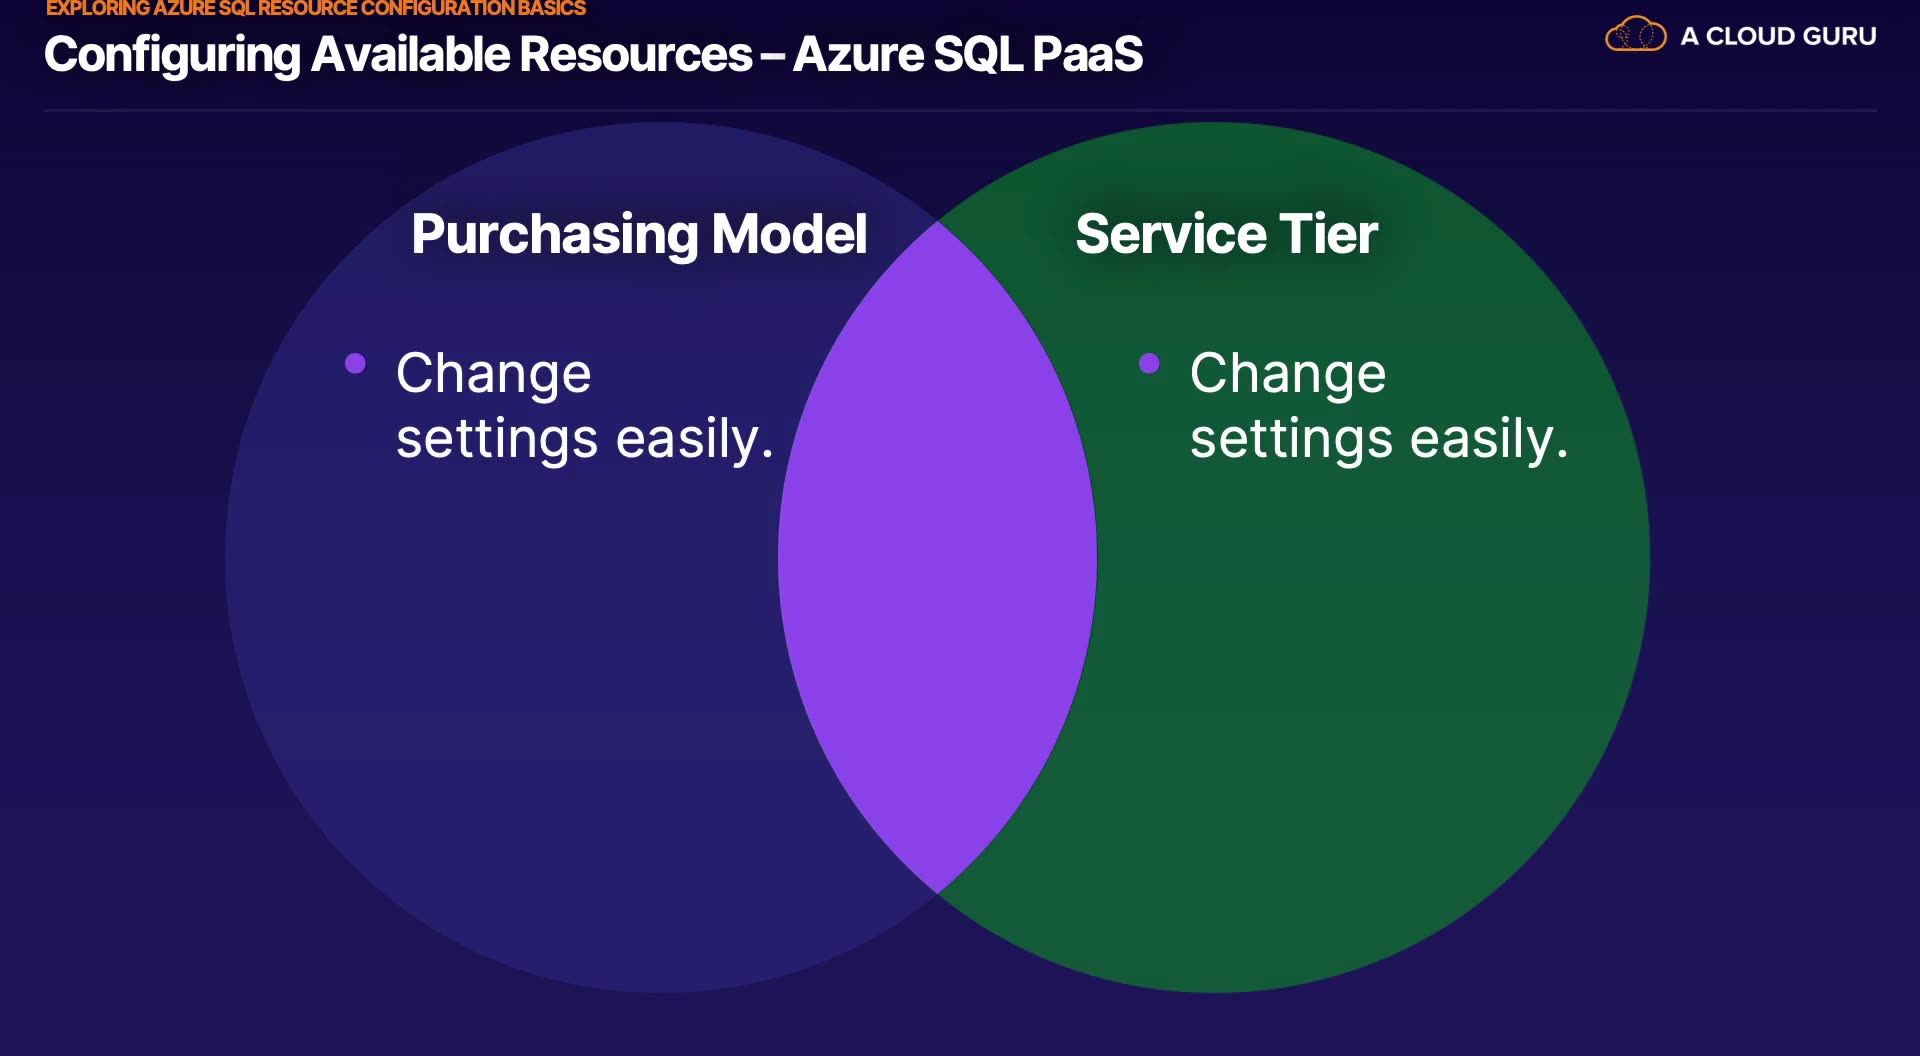 EXPLORING AZURE SQL RESOURCE CONFIGURATION BASICS
Configuring Available Resources – Azure SQL PaaS
A CLOUD GURU
Purchasing Model
Change
settings easily.
Service Tier
Change
settings easily.